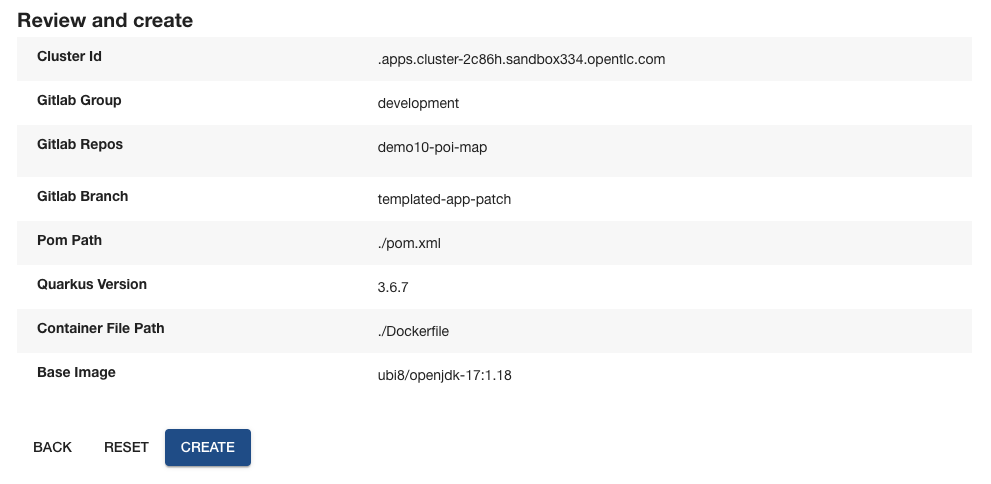 Review and create
Cluster Id .apps.cluster-2c86h.sandbox334.opentlc.com
Gitlab Group development
Gitlab Repos demo10-poi-map
Gitlab Branch templated-app-patch
Pom Path ./pom.xml
Quarkus Version 3.6.7
Container File Path ./Dockerfile
Base Image ubi8/openjdk-17:1.18
BACK RESET CREATE